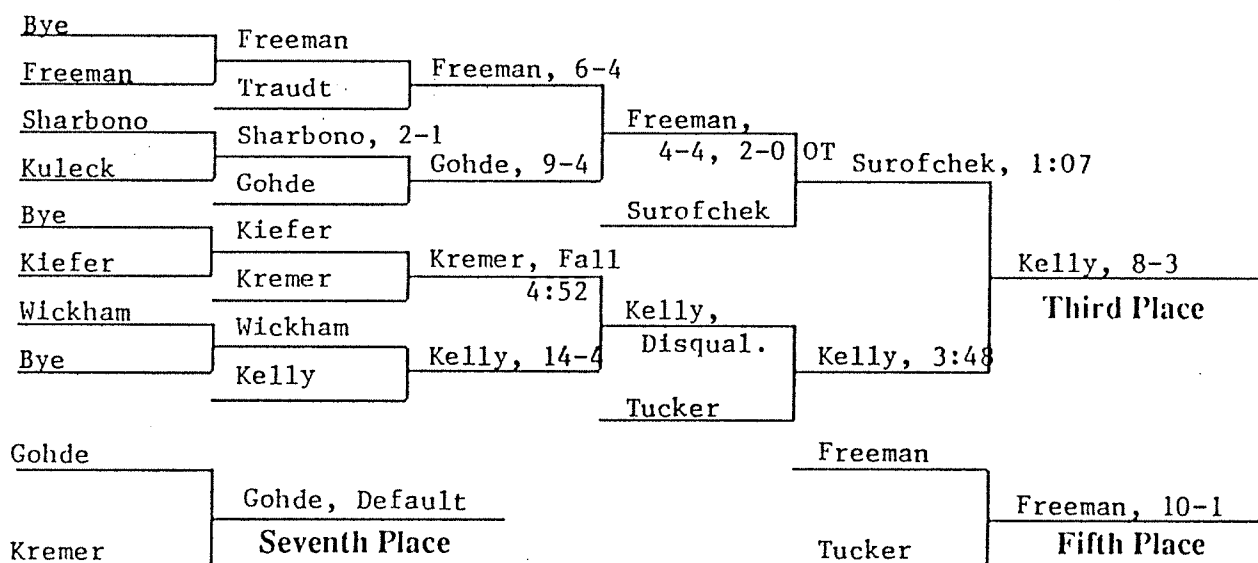 Bye
Freeman
Freeman
Traudt
Freeman, 6-4
Sharbono
Kuleck
Sharbono, 2-1
Gohde
Gohde, 9-4
Freeman,
4-4, 2-0 OT
Surofchek
Surofchek, 1:07
Bye
Kiefer
Kiefer
Kremer
Kremer, Fall
4:52
Wickham
Bye
Wickham
Kelly
Kelly, 14-4
Kelly,
Disqual.
Tucker
Kelly, 3:48
Kelly, 8-3
Third Place
Gohde
Kremer
Gohde, Default
Seventh Place
Freeman
Tucker
Freeman, 10-1
Fifth Place